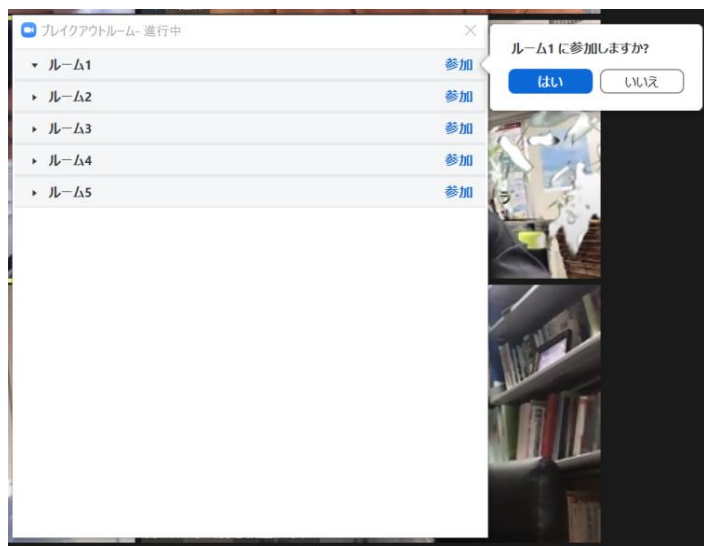 ブレイクアウトルーム- 進行中
ルーム1 参加
ルーム2 参加
ルーム3 参加
ルーム4 参加
ルーム5 参加
ルーム1 に参加しますか?
はい いいえ